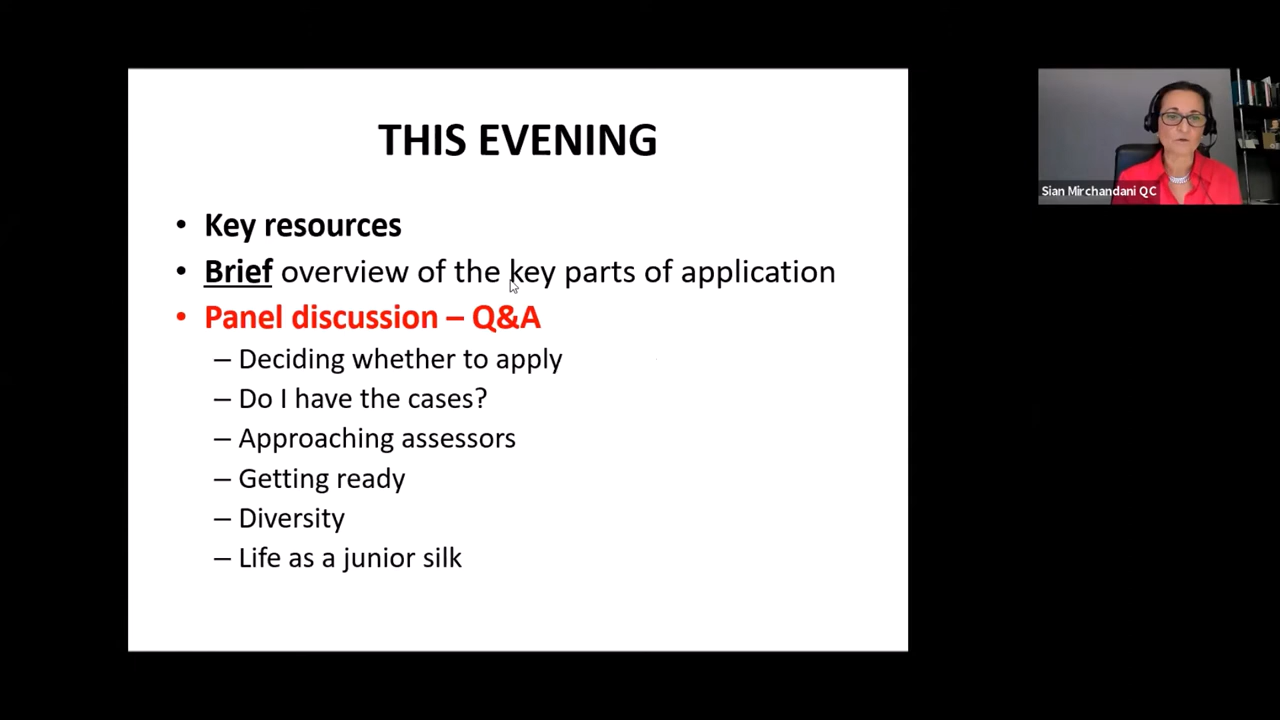 THIS EVENING
• Key resources
• Brief overview of the key parts of application
• Panel discussion – Q&A
– Deciding whether to apply
– Do I have the cases?
– Approaching assessors
– Getting ready
– Diversity
– Life as a junior silk
Sian Mirchandani QC